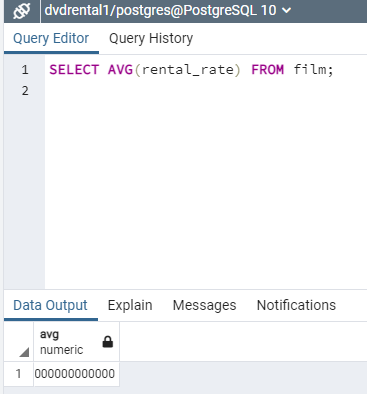 dvdrental1/postgres@PostgreSQL 10
Query Editor Query History
1 SELECT AVG(rental_rate) FROM film;
2
Data Output Explain Messages Notifications
avg
numeric
1 000000000000